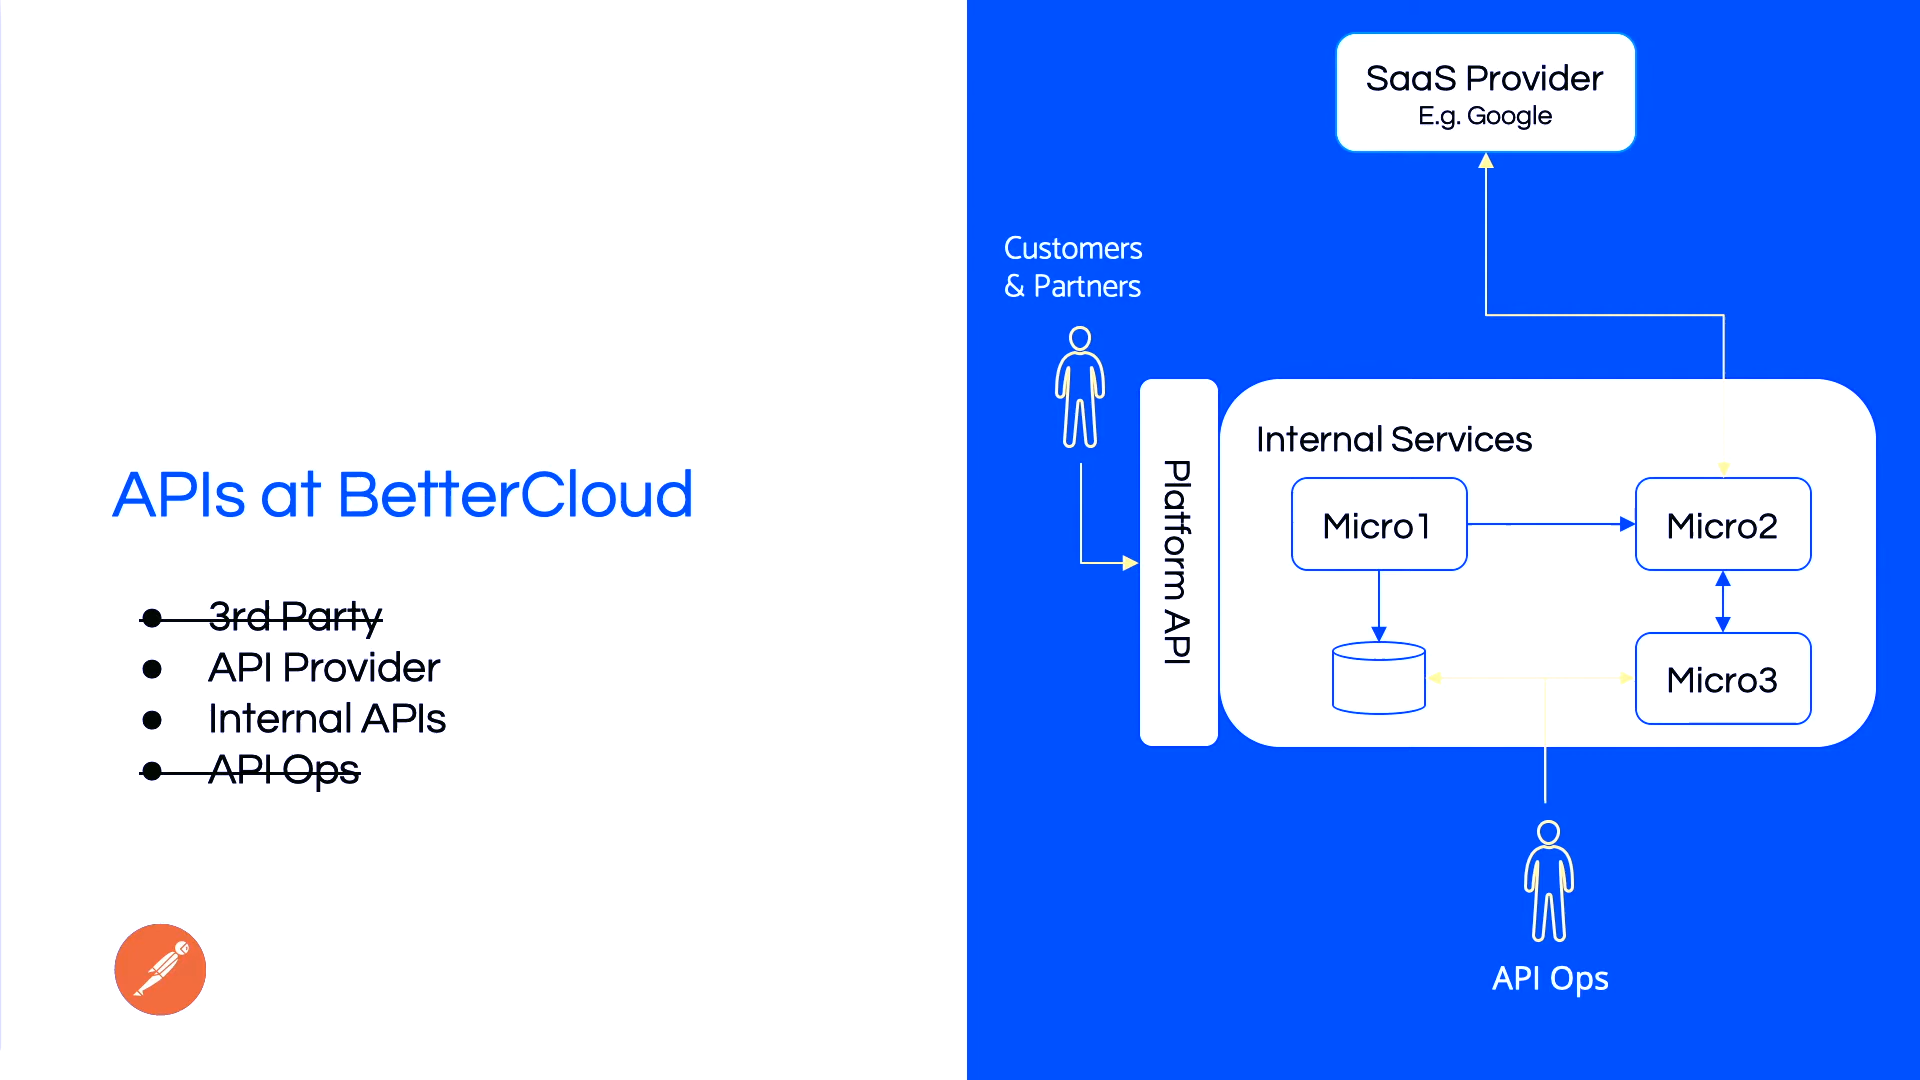 APIs at BetterCloud
● 3rd Party
● API Provider
● Internal APIs
● API Ops
SaaS Provider
E.g. Google
Customers
& Partners
Platform API
Internal Services
Micro1
Micro2
Micro3
API Ops